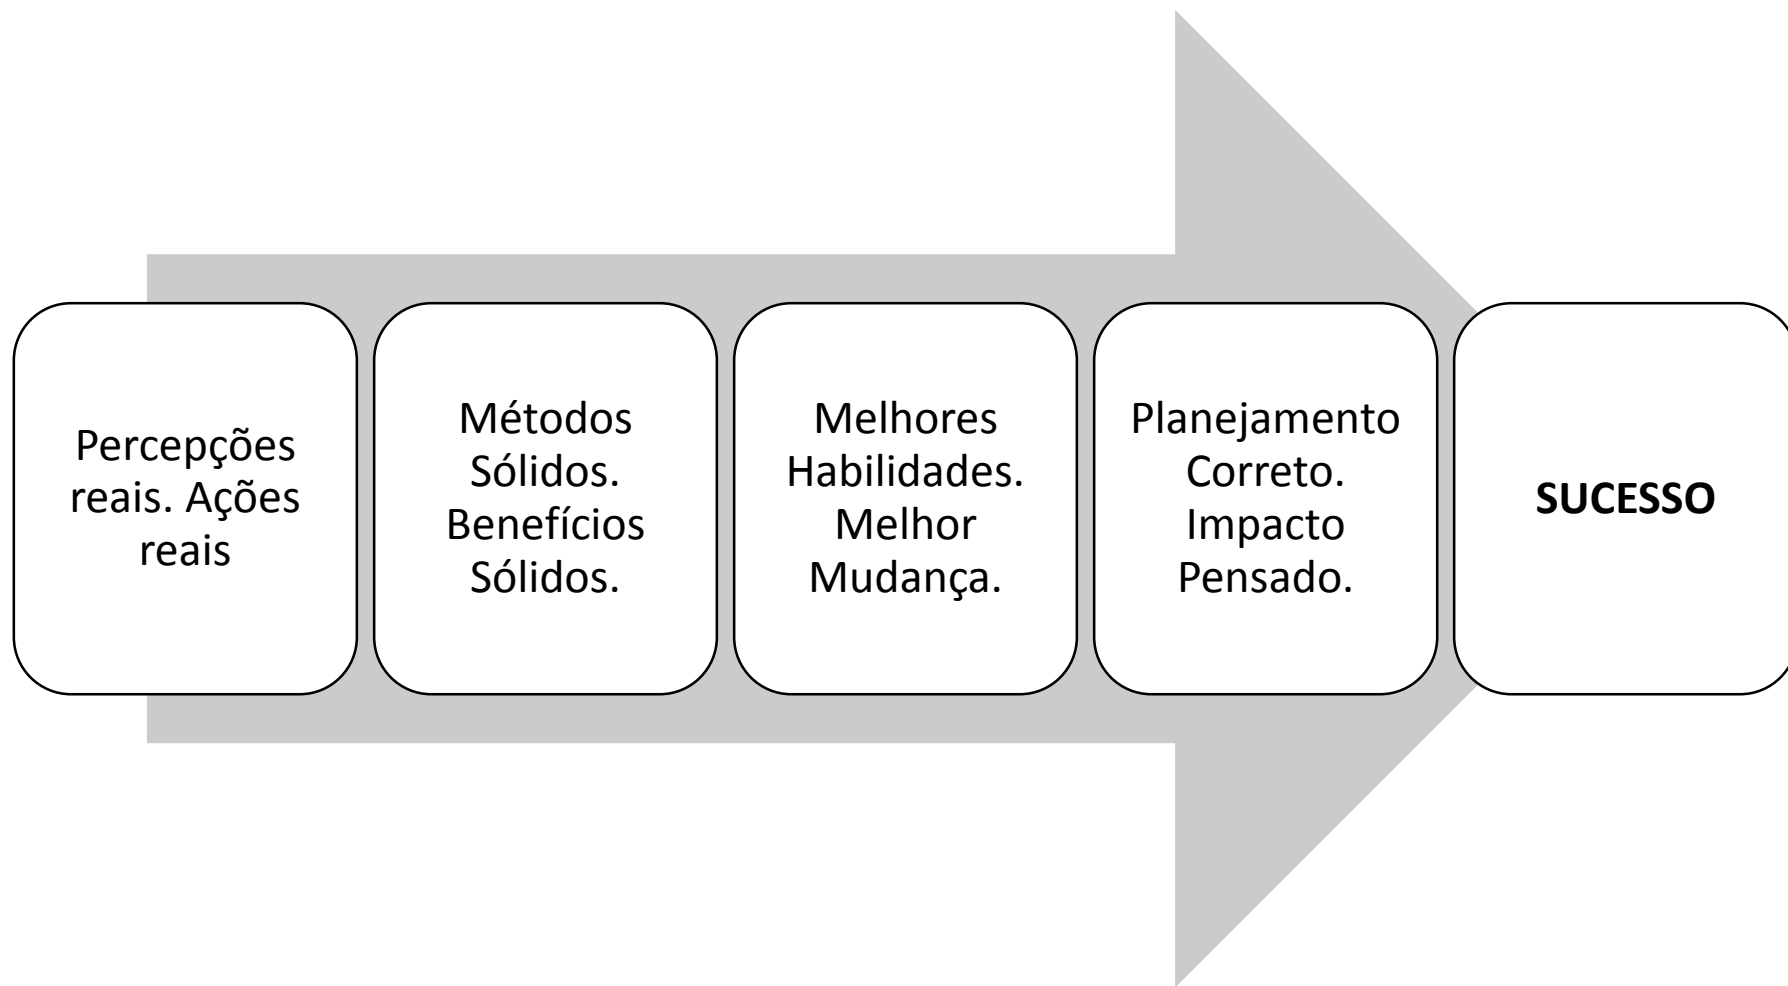 Percepções
reais. Ações
reais
Métodos
Sólidos.
Benefícios
Sólidos.
Melhores
Habilidades.
Melhor
Mudança.
Planejamento
Correto.
Impacto
Pensado.
SUCESSO